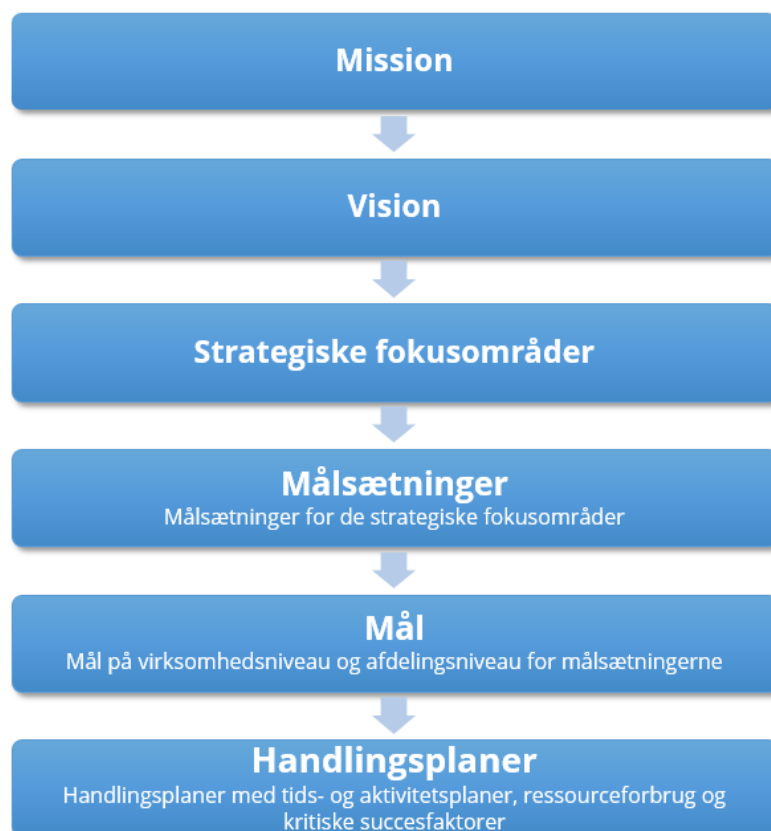 Mission
Vision
Strategiske fokusområder
Målsætninger
Målsætninger for de strategiske fokusområder
Mål
Mål på virksomhedsniveau og afdelingsniveau for målsætningerne
Handlingsplaner
Handlingsplaner med tids- og aktivitetsplaner, ressourceforbrug og
kritiske succesfaktorer